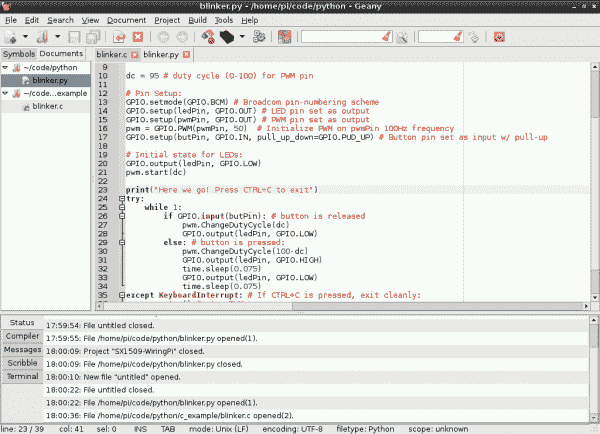 blinker.py - /home/pi/code/python - Geany
File Edit Search View Document Project Build Tools Help
Symbols Documents
blinker.c blinker.py
~/code/python
blinker.py
~/code...example
blinker.c
9
10 dc = 95 # duty cycle (0-100) for PWM pin
11
12 # Pin Setup:
13 GPIO.setmode(GPIO.BCM) # Broadcom pin-numbering scheme
14 GPIO.setup(ledPin, GPIO.OUT) # LED pin set as output
15 GPIO.setup(pwmPin, GPIO.OUT) # PWM pin set as output
16 pwm = GPIO.PWM(pwmPin, 50) # Initialize PWM on pwmPin 100Hz frequency
17 GPIO.setup(butPin, GPIO.IN, pull_up_down=GPIO.PUD_UP) # Button pin set as input w/ pull-up
18
19 # Initial state for LEDs:
20 GPIO.output(ledPin, GPIO.LOW)
21 pwm.start(dc)
22
23 print("Here we go! Press CTRL+C to exit")
24 try:
25 while 1:
26 if GPIO.input(butPin): # button is released
27 pwm.ChangeDutyCycle(dc)
28 GPIO.output(ledPin, GPIO.LOW)
29 else: # button is pressed:
30 pwm.ChangeDutyCycle(100-dc)
31 GPIO.output(ledPin, GPIO.HIGH)
32 time.sleep(0.075)
33 GPIO.output(ledPin, GPIO.LOW)
34 time.sleep(0.075)
35 except KeyboardInterrupt: # If CTRL+C is pressed, exit cleanly:
Status
Compiler
Messages
Scribble
Terminal
17:59:54: File untitled closed.
17:59:55: File /home/pi/code/python/blinker.py opened(1).
18:00:09: Project "SX1509-WiringPi" closed.
18:00:09: File /home/pi/code/python/blinker.py closed.
18:00:10: New file "untitled" opened.
18:00:22: File untitled closed.
18:00:22: File /home/pi/code/python/blinker.py opened(1).
18:00:36: File /home/pi/code/python/c_example/blinker.c opened(2).
line: 23 / 39 col: 41 sel: 0 INS TAB mode: Unix (LF) encoding: UTF-8 filetype: Python scope: unknown